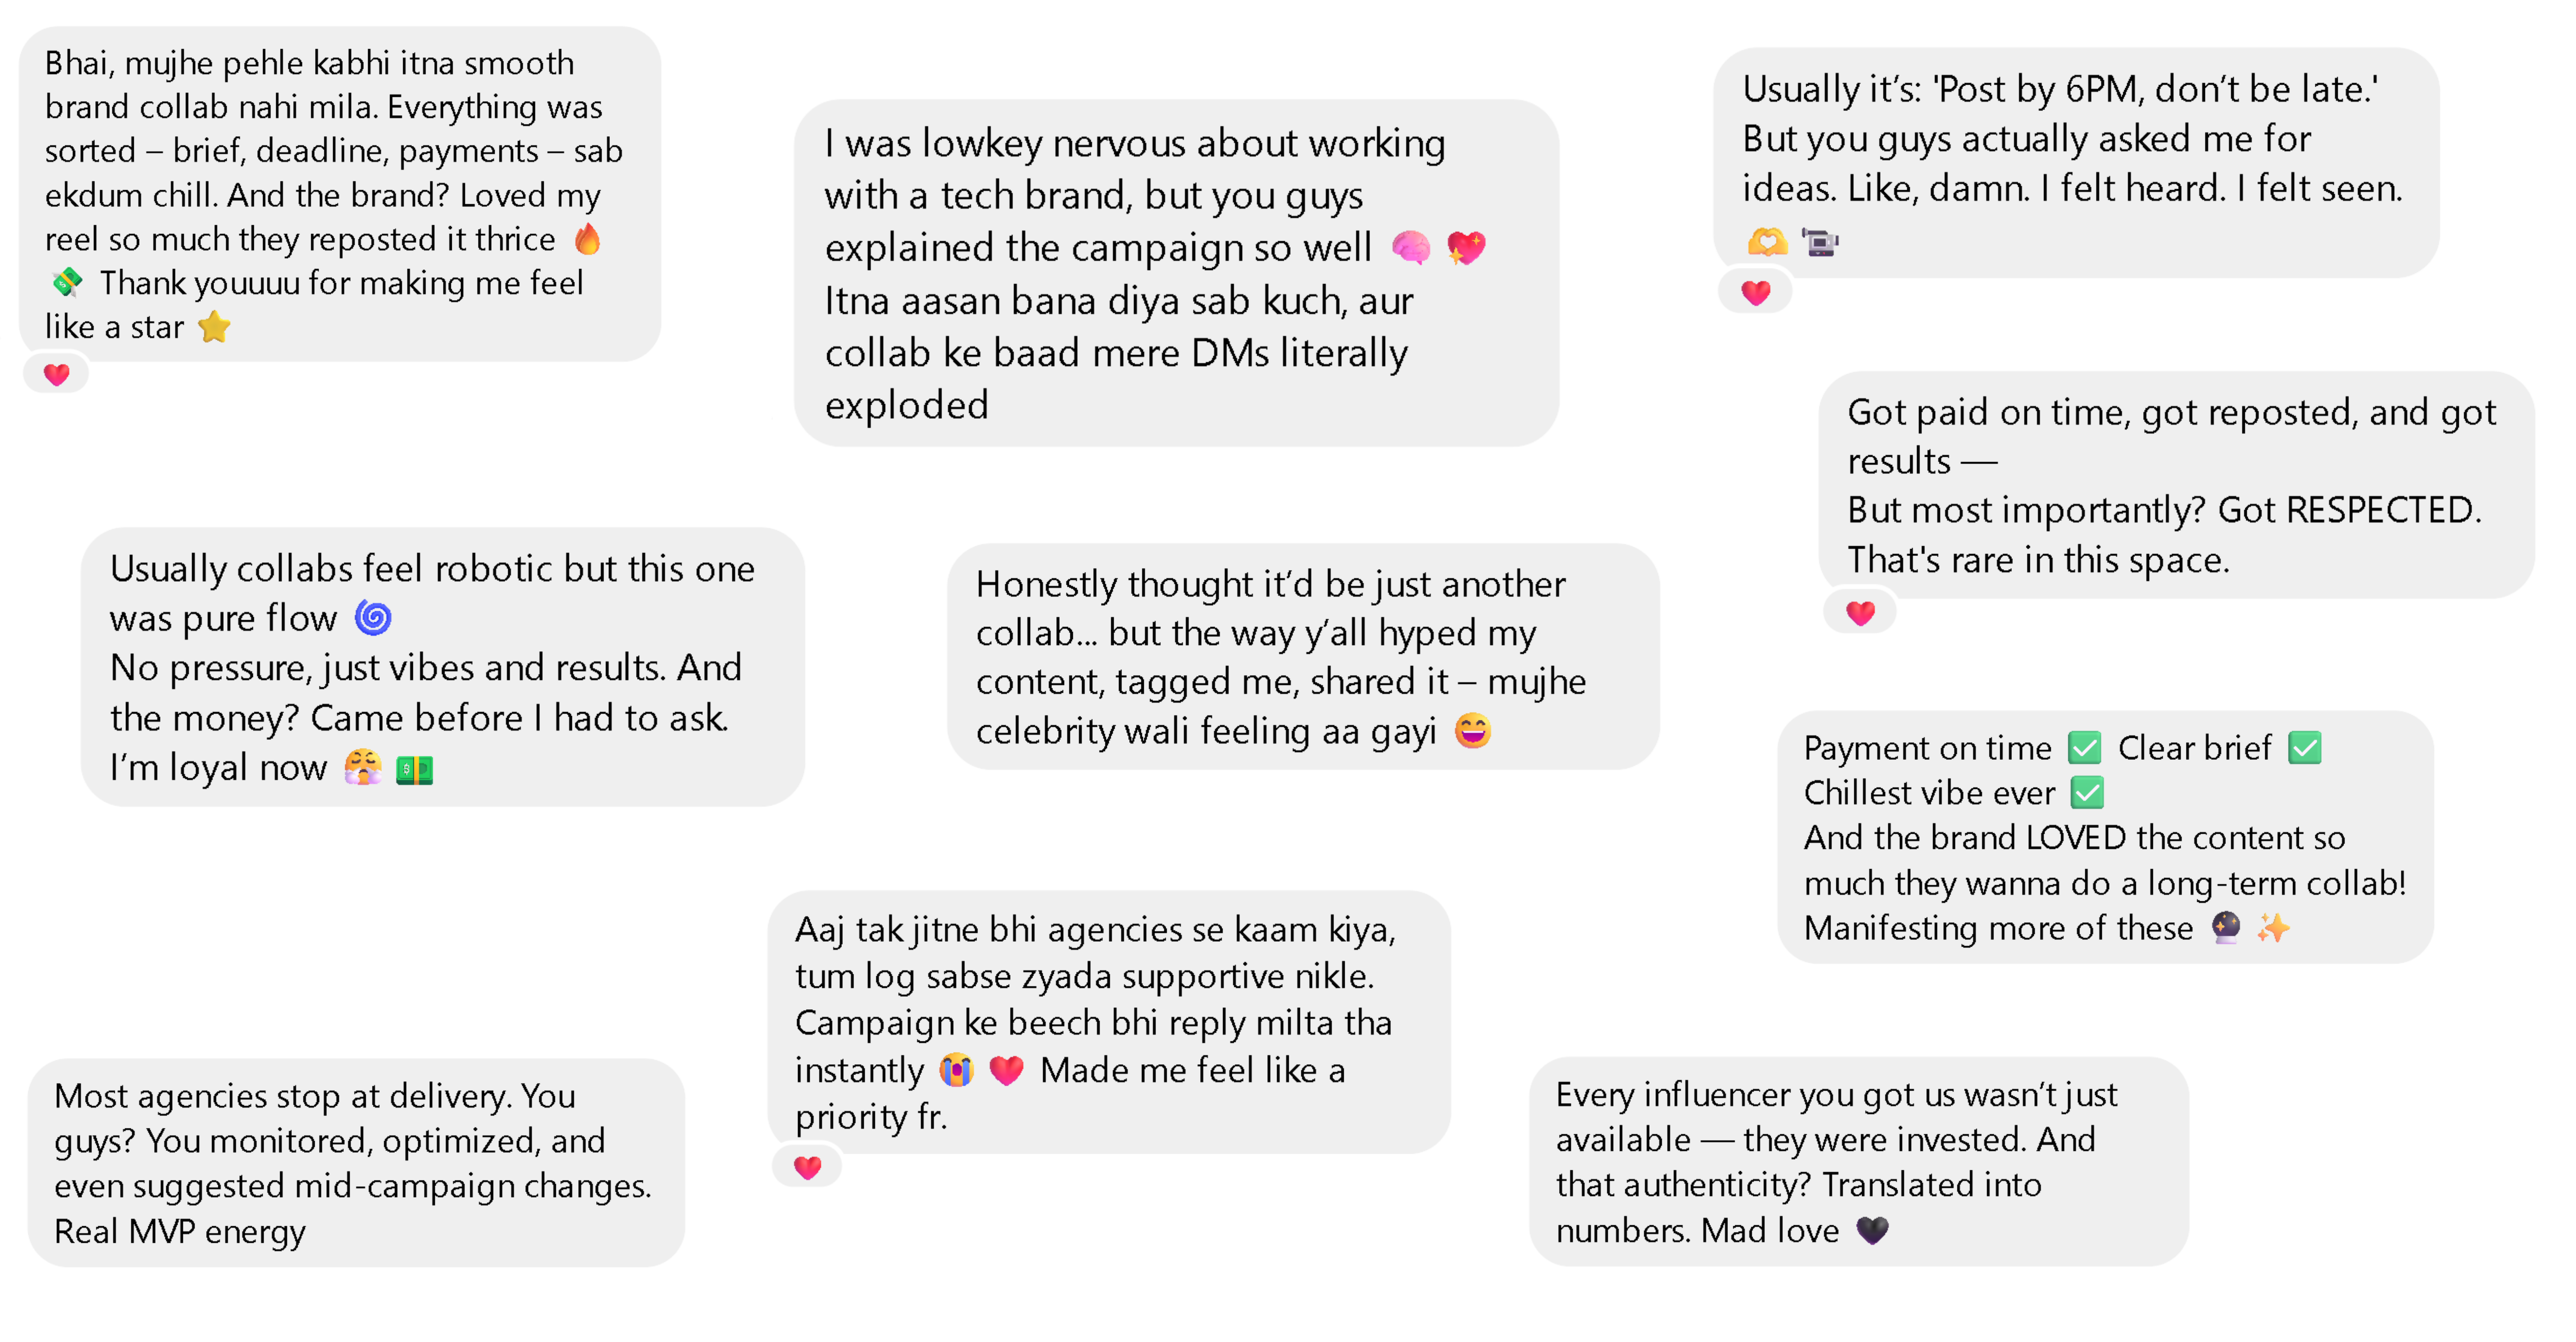 Bhai, mujhe pehle kabhi itna smooth
brand collab nahi mila. Everything was
sorted – brief, deadline, payments – sab
ekdum chill. And the brand? Loved my
reel so much they reposted it thrice 🔥
💸 Thank youuuu for making me feel
like a star ⭐
❤️
I was lowkey nervous about working
with a tech brand, but you guys
explained the campaign so well 🧠 💖
Itna aasan bana diya sab kuch, aur
collab ke baad mere DMs literally
exploded
Usually it’s: 'Post by 6PM, don’t be late.'
But you guys actually asked me for
ideas. Like, damn. I felt heard. I felt seen.
🫶 📹
❤️
Got paid on time, got reposted, and got
results —
But most importantly? Got RESPECTED.
That's rare in this space.
❤️
Usually collabs feel robotic but this one
was pure flow 🌀
No pressure, just vibes and results. And
the money? Came before I had to ask.
I’m loyal now 😤 💵
Honestly thought it’d be just another
collab... but the way y’all hyped my
content, tagged me, shared it – mujhe
celebrity wali feeling aa gayi 😄
Payment on time ✅ Clear brief ✅
Chillest vibe ever ✅
And the brand LOVED the content so
much they wanna do a long-term collab!
Manifesting more of these 🔮 ✨
Aaj tak jitne bhi agencies se kaam kiya,
tum log sabse zyada supportive nikle.
Campaign ke beech bhi reply milta tha
instantly 😭 ❤️ Made me feel like a
priority fr.
❤️
Most agencies stop at delivery. You
guys? You monitored, optimized, and
even suggested mid-campaign changes.
Real MVP energy
Every influencer you got us wasn’t just
available — they were invested. And
that authenticity? Translated into
numbers. Mad love 🖤